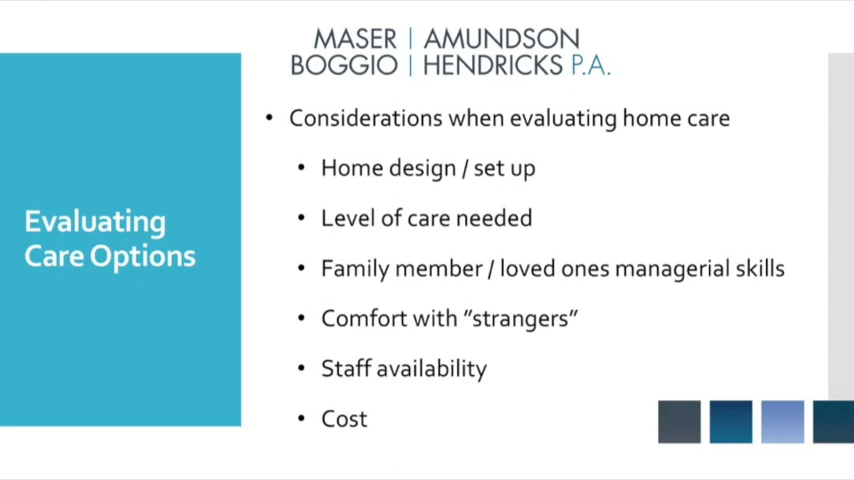 MASER | AMUNDSON
BOGGIO | HENDRICKS P.A.
Evaluating
Care Options
• Considerations when evaluating home care
• Home design / set up
• Level of care needed
• Family member / loved ones managerial skills
• Comfort with "strangers"
• Staff availability
• Cost